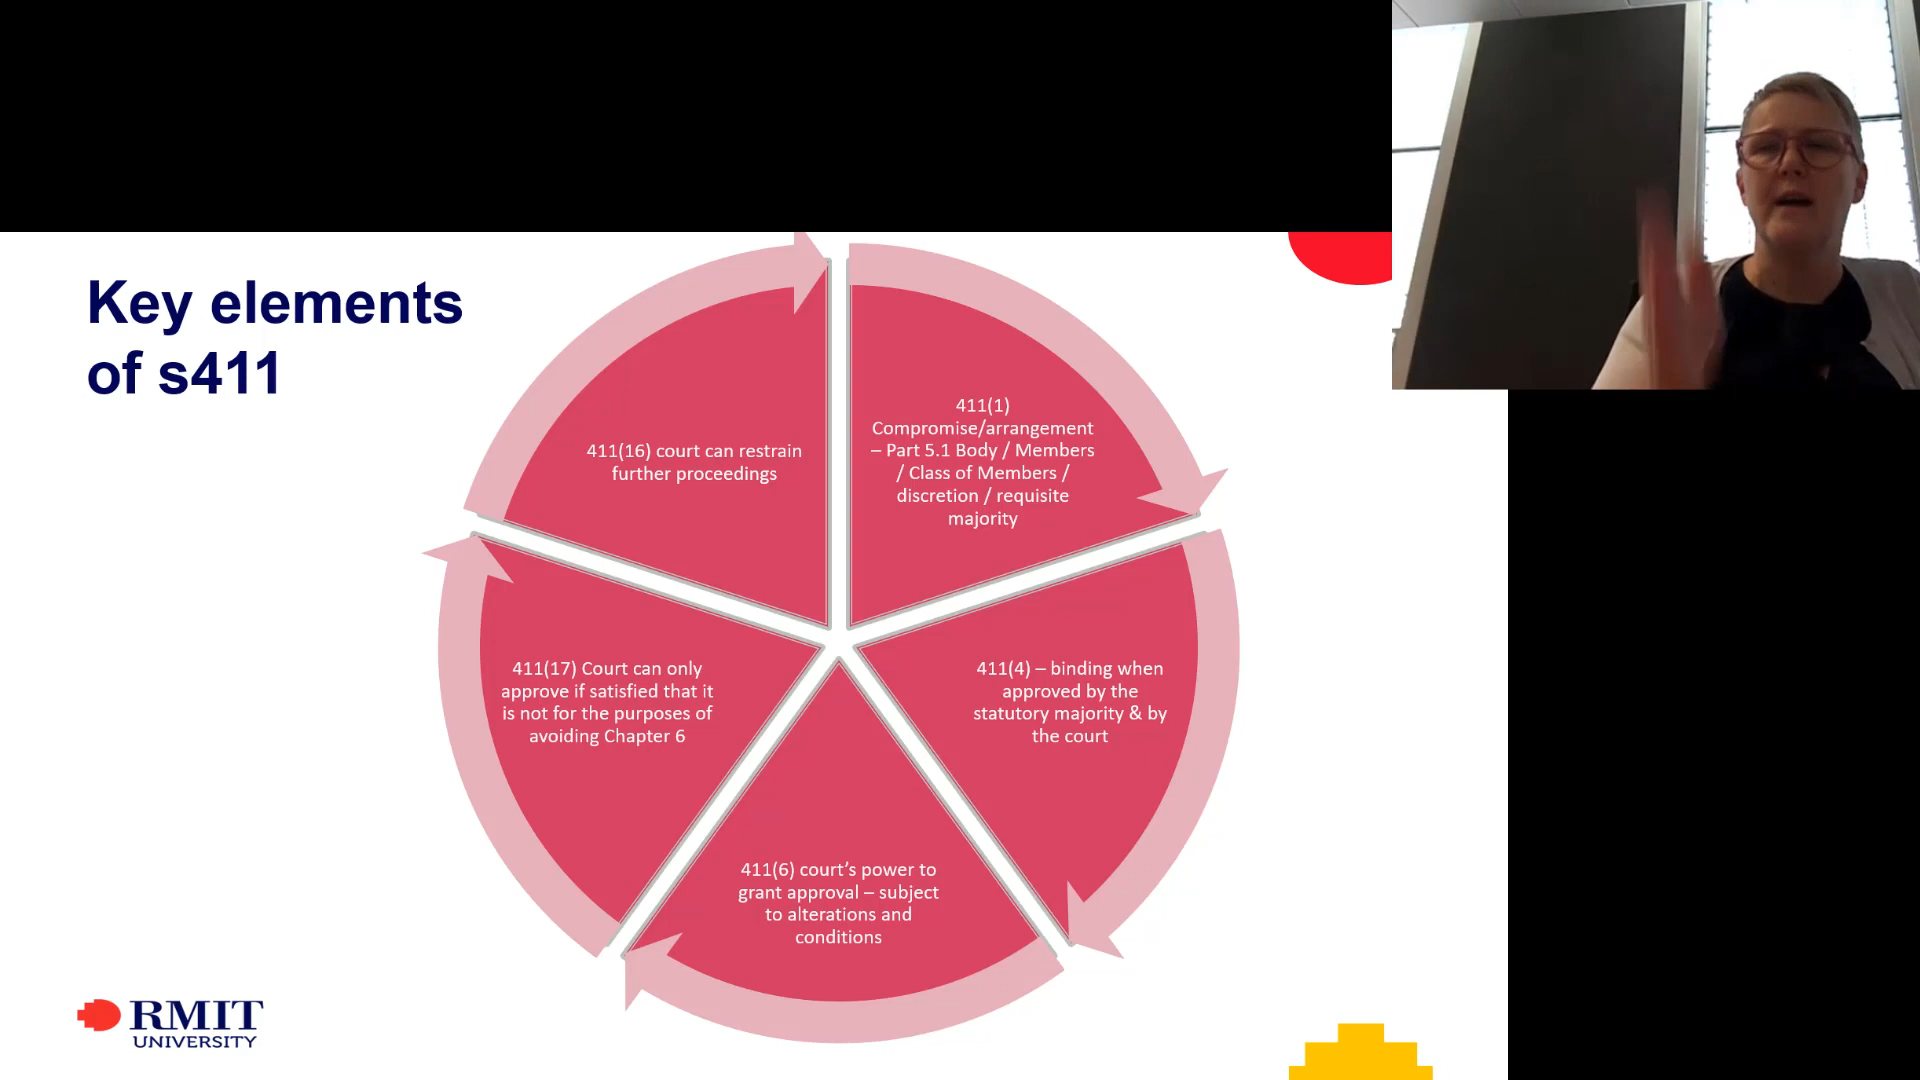 Key elements
of s411
411(1)
Compromise/arrangement
– Part 5.1 Body / Members
/ Class of Members /
discretion / requisite
majority
411(4) – binding when
approved by the
statutory majority & by
the court
411(6) court’s power to
grant approval – subject
to alterations and
conditions
411(17) Court can only
approve if satisfied that it
is not for the purposes of
avoiding Chapter 6
411(16) court can restrain
further proceedings
RMIT
UNIVERSITY